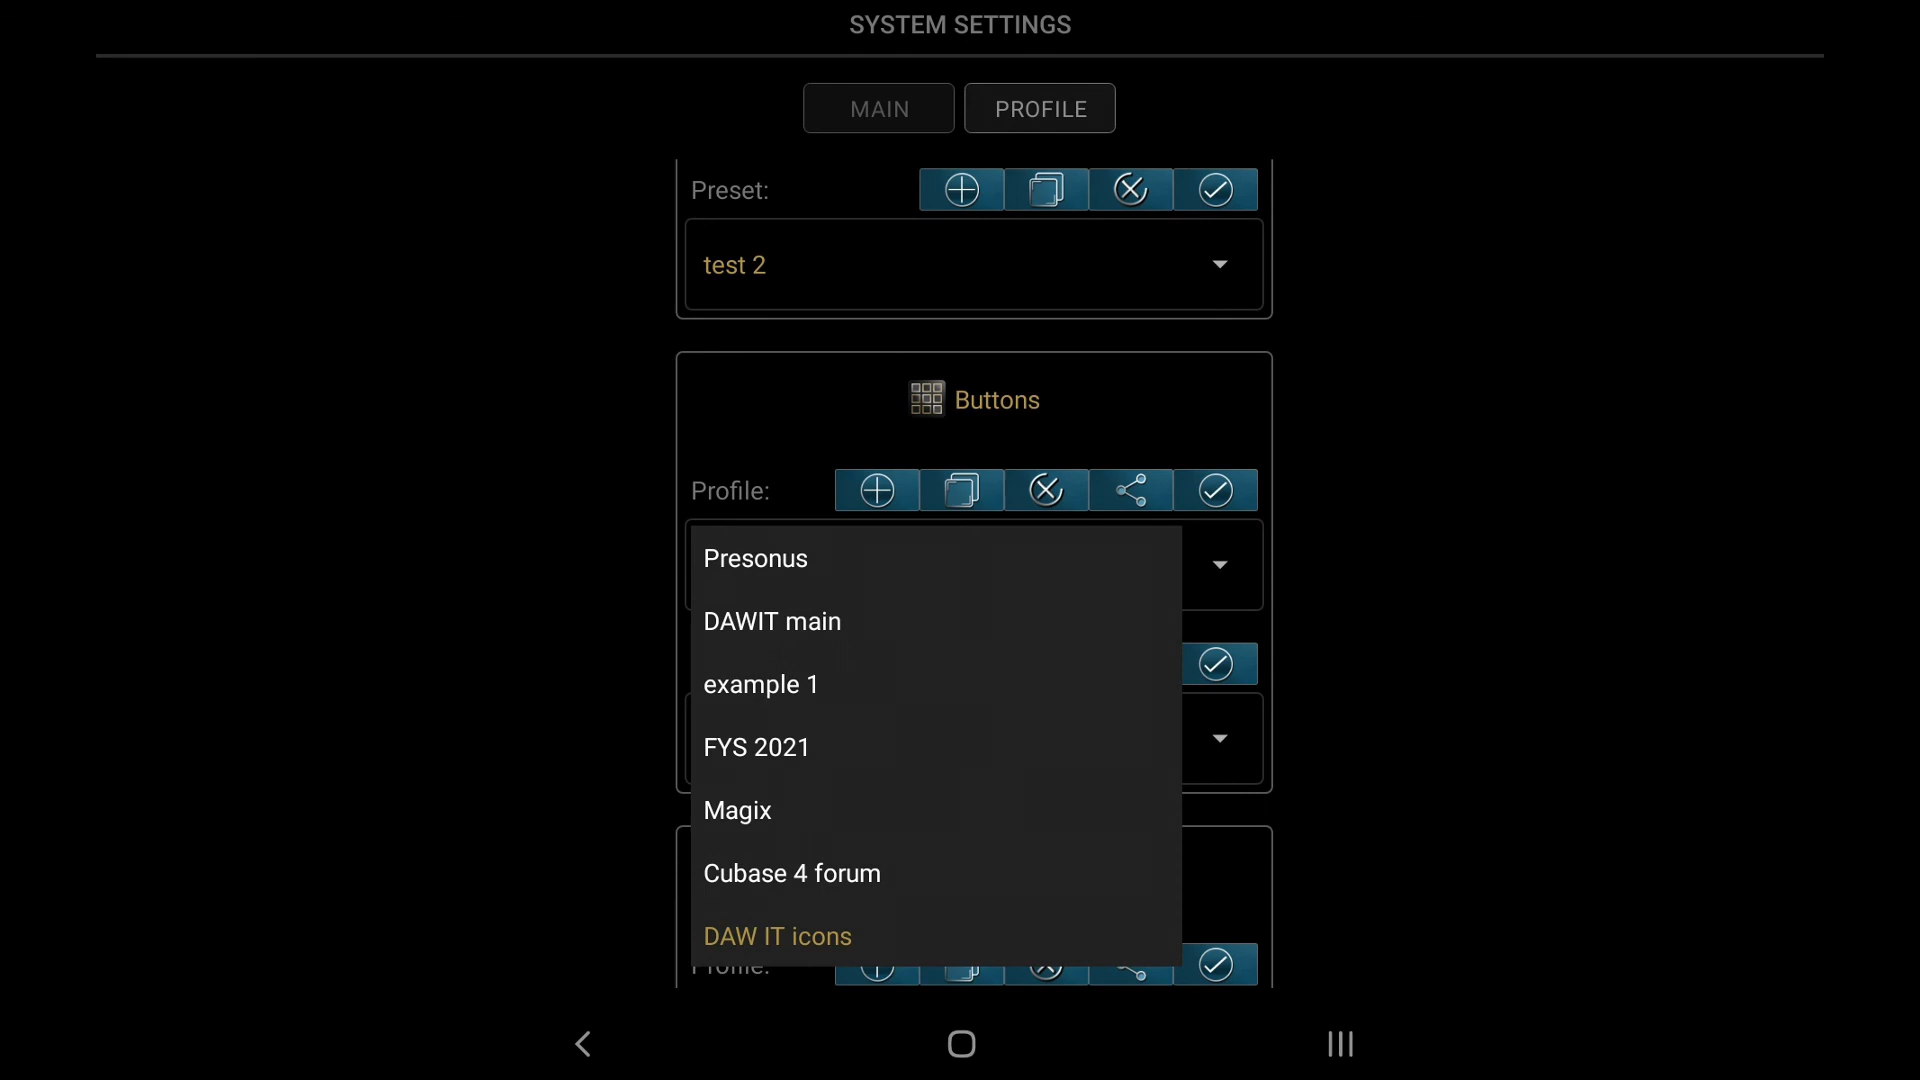 SYSTEM SETTINGS
MAIN
PROFILE
Preset:
test 2
Buttons
Profile:
Presonus
DAWIT main
example 1
FYS 2021
Magix
Cubase 4 forum
DAW IT icons
Profile: